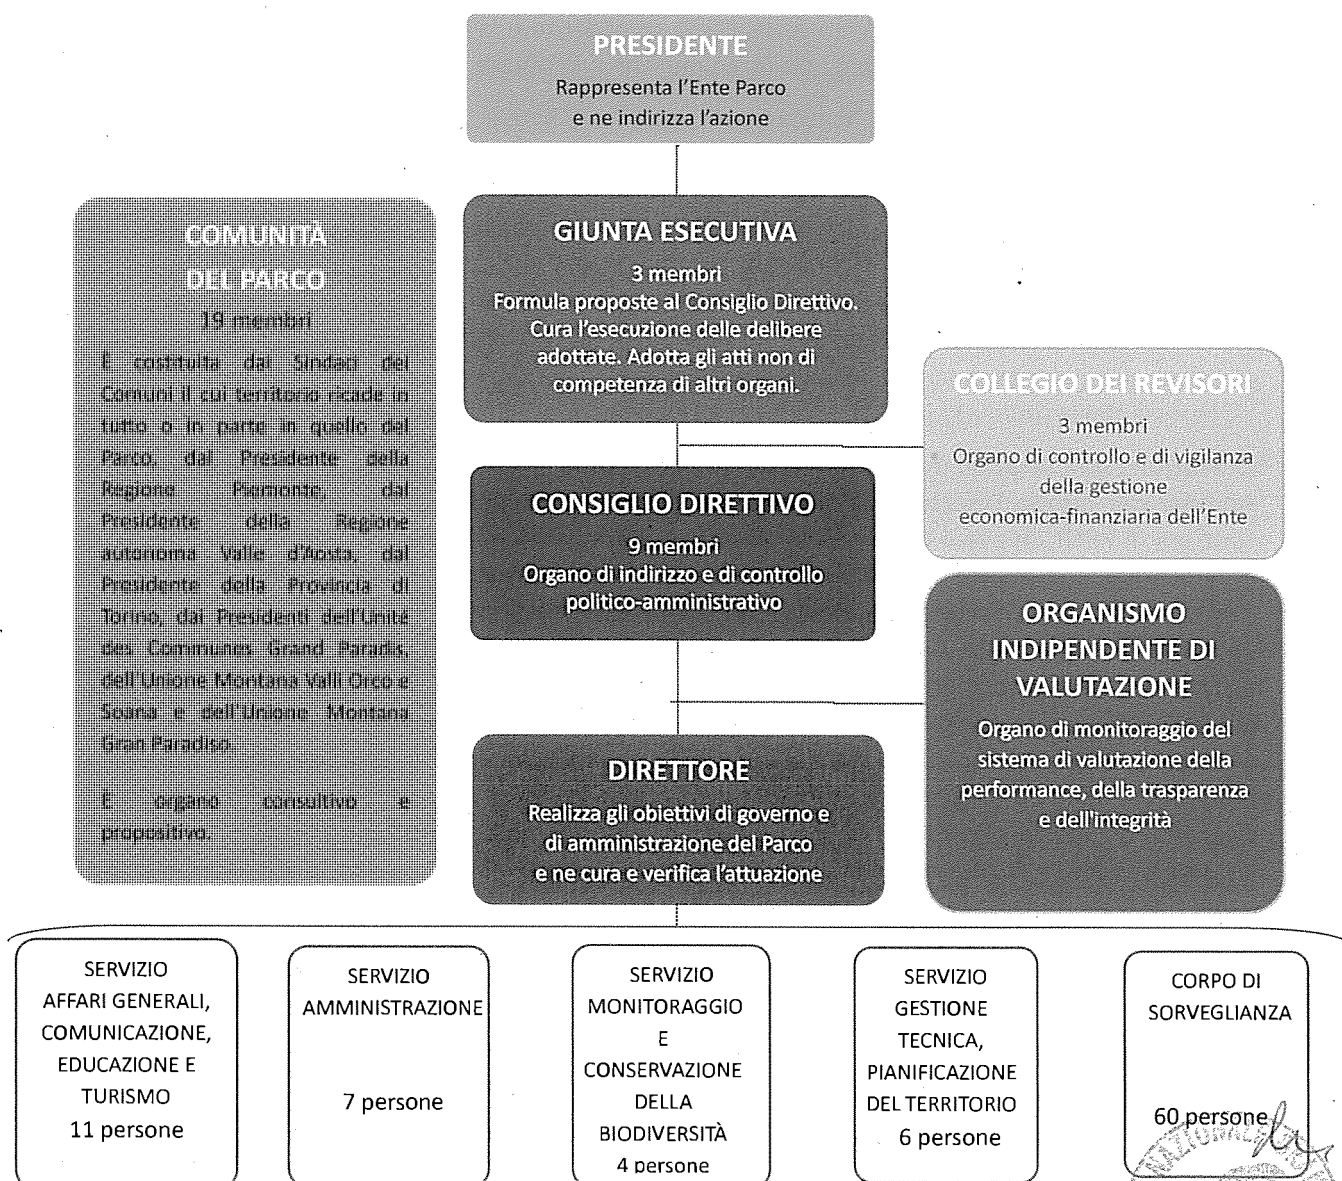 PRESIDENTE
Rappresenta l'Ente Parco
e ne indirizza l'azione
COMUNITÀ
DEL PARCO
19 membri
È costituita dai Sindaci dei
Comuni il cui territorio ricade in
tutto o in parte in quello del
Parco, dal Presidente della
Regione Piemonte, dal
Presidente della Regione
autonoma Valle d'Aosta, dal
Presidente della Provincia di
Torino, dai Presidenti dell'Unité
des Communes Grand Paradis,
dell'Unione Montana Valli Orco e
Soana e dell'Unione Montana
Gran Paradiso.
È organo consultivo e
propositivo.
GIUNTA ESECUTIVA
3 membri
Formula proposte al Consiglio Direttivo.
Cura l'esecuzione delle delibere
adottate. Adotta gli atti non di
competenza di altri organi.
COLLEGIO DEI REVISORI
3 membri
Organo di controllo e di vigilanza
della gestione
economica-finanziaria dell'Ente
CONSIGLIO DIRETTIVO
9 membri
Organo di indirizzo e di controllo
politico-amministrativo
ORGANISMO
INDIPENDENTE DI
VALUTAZIONE
Organo di monitoraggio del
sistema di valutazione della
performance, della trasparenza
e dell'integrità
DIRETTORE
Realizza gli obiettivi di governo e
di amministrazione del Parco
e ne cura e verifica l'attuazione
SERVIZIO
AFFARI GENERALI,
COMUNICAZIONE,
EDUCAZIONE E
TURISMO
11 persone
SERVIZIO
AMMINISTRAZIONE
7 persone
SERVIZIO
MONITORAGGIO
E
CONSERVAZIONE
DELLA
BIODIVERSITÀ
4 persone
SERVIZIO
GESTIONE
TECNICA,
PIANIFICAZIONE
DEL TERRITORIO
6 persone
CORPO DI
SORVEGLIANZA
60 persone
NAZIONALE